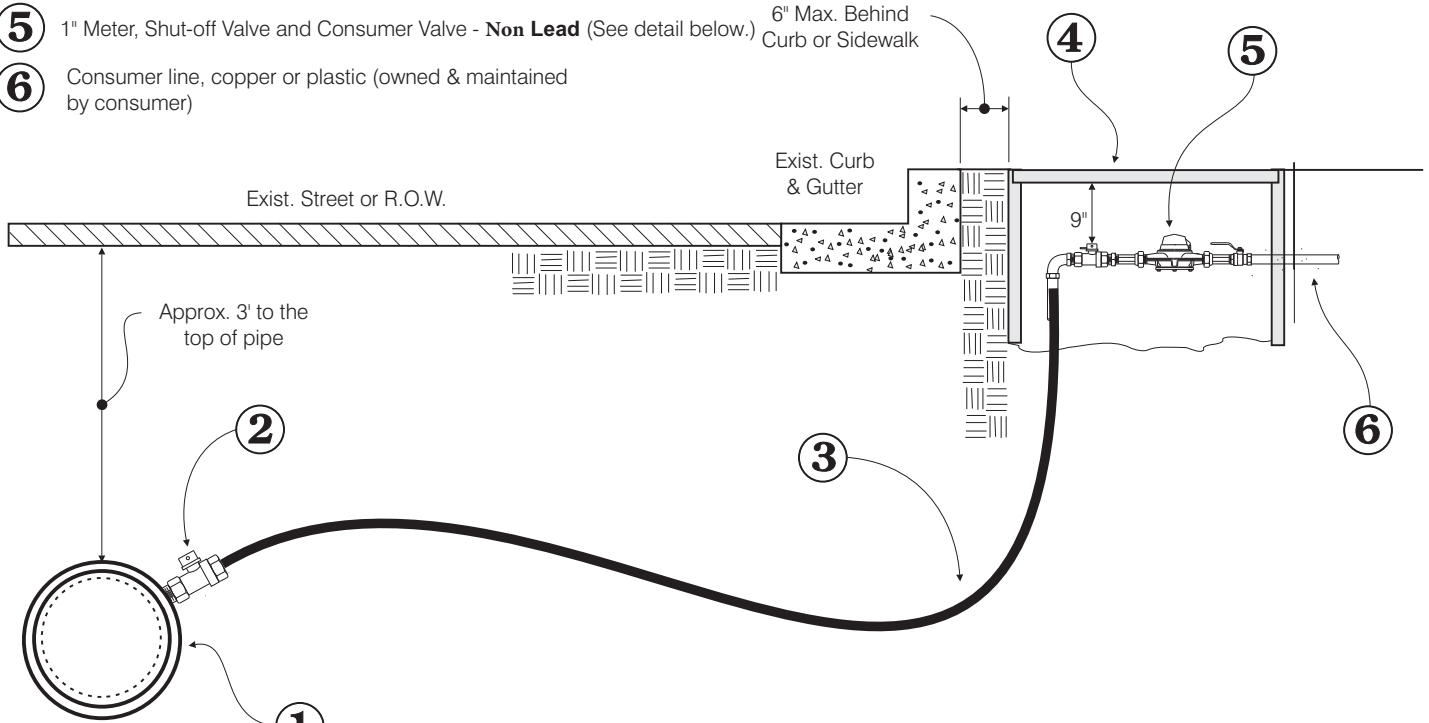 5 1" Meter, Shut-off Valve and Consumer Valve - Non Lead (See detail below.)
6 Consumer line, copper or plastic (owned & maintained
by consumer)
6" Max. Behind
Curb or Sidewalk
4
5
Exist. Curb
& Gutter
Exist. Street or R.O.W.
9"
Approx. 3' to the
top of pipe
2
3
6
1